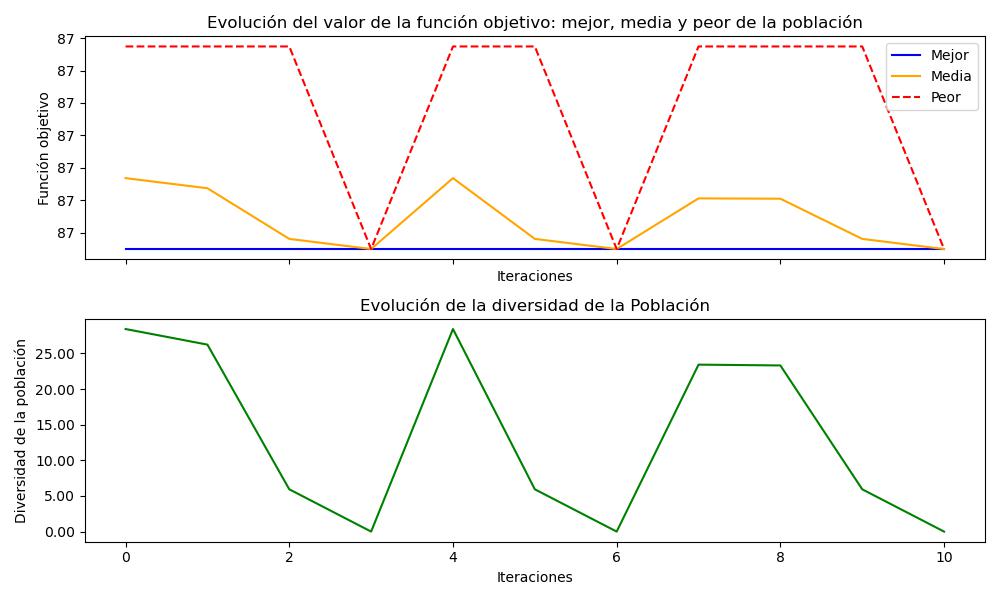 Evolución del valor de la función objetivo: mejor, media y peor de la población
Función objetivo
87
87
87
87
87
87
87
Mejor
Media
Peor
Iteraciones
Evolución de la diversidad de la Población
Diversidad de la población
25.00
20.00
15.00
10.00
5.00
0.00
0 2 4 6 8 10
Iteraciones